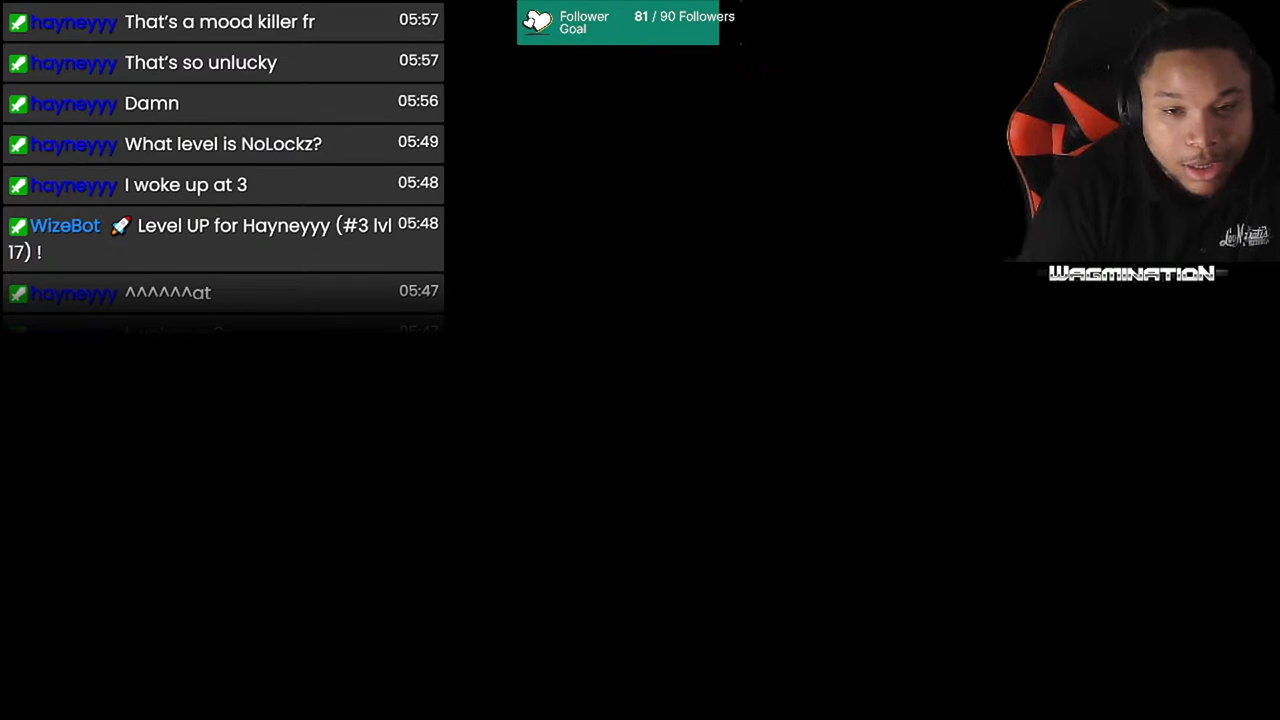 hayneyyy That's a mood killer fr 05:57
hayneyyy That's so unlucky 05:57
hayneyyy Damn 05:56
hayneyyy What level is NoLockz? 05:49
hayneyyy I woke up at 3 05:48
WizeBot 🚀 Level UP for Hayneyyy (#3 lvl 05:48
17) !
hayneyyy ^^^^^^at 05:47
05:47
Follower
Goal
81 / 90 Followers
WAGMINATION